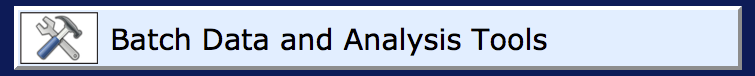 Batch Data and Analysis Tools